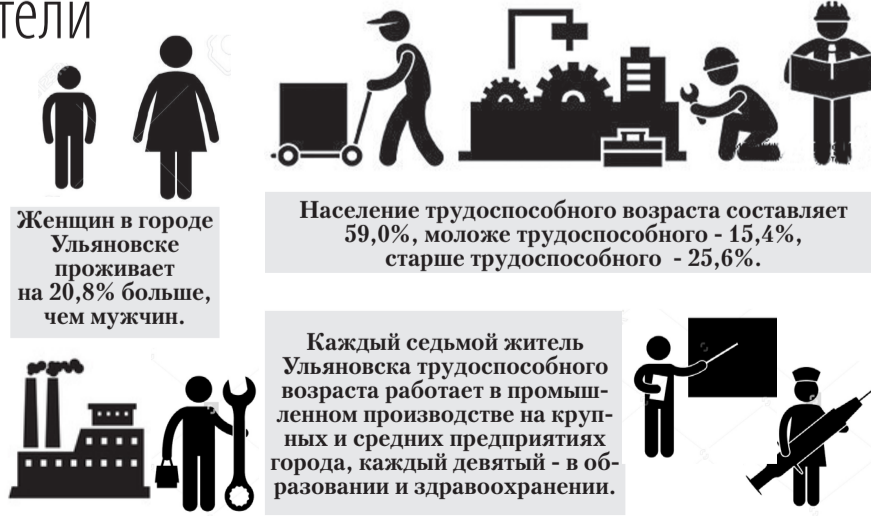 тели
Женщин в городе
Ульяновске
проживает
на 20,8% больше,
чем мужчин.
Население трудоспособного возраста составляет
59,0%, моложе трудоспособного - 15,4%,
старше трудоспособного - 25,6%.
Каждый седьмой житель
Ульяновска трудоспособного
возраста работает в промыш-
ленном производстве на круп-
ных и средних предприятиях
города, каждый девятый - в об-
разовании и здравоохранении.